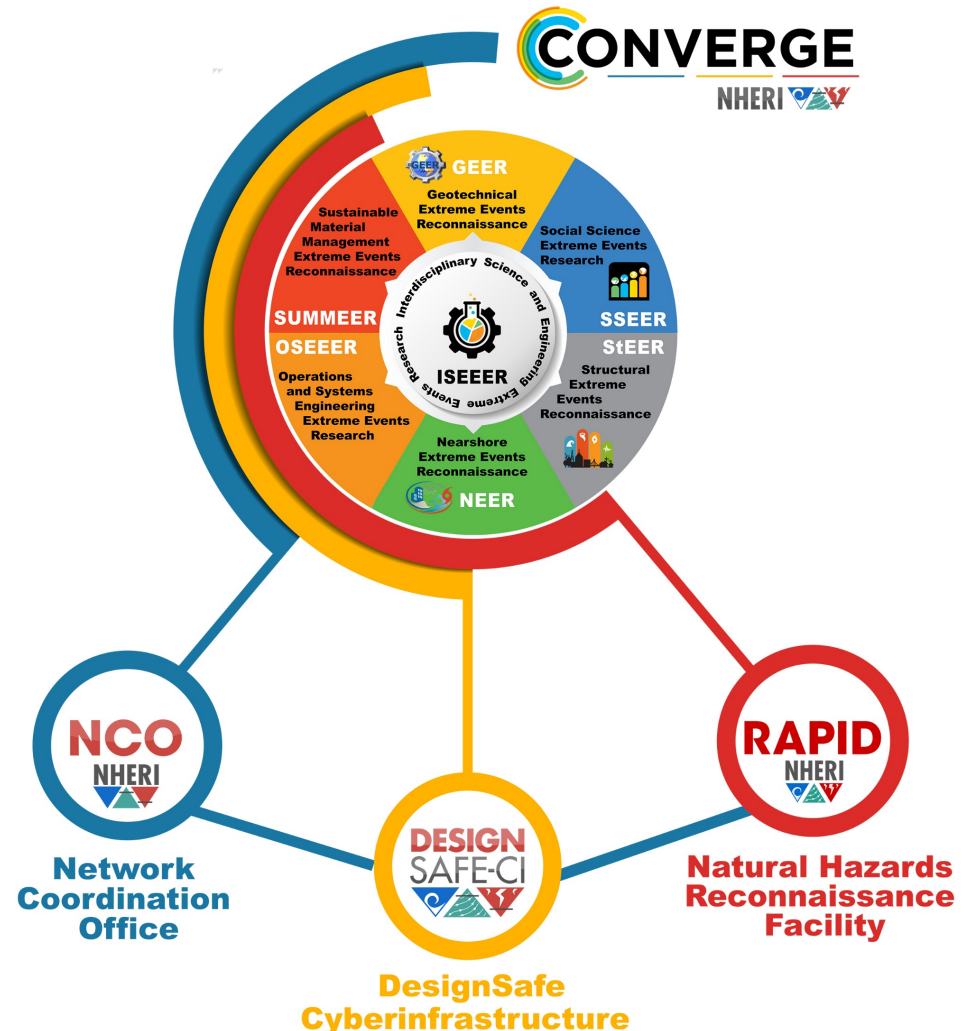 CONVERGE
NHERI
GEER
GEER
Geotechnical
Extreme Events
Reconnaissance
Social Science
Extreme Events
Research
SSEER
StEER
Structural
Extreme
Events
Reconnaissance
Nearshore
Extreme Events
Reconnaissance
NEER
OSEEER
Operations
and Systems
Engineering
Extreme Events
Research
Sustainable
Material
Management
Extreme Events
Reconnaissance
SUMMEER
Interdisciplinary Science and Engineering Extreme Events Research
ISEEER
NCO
NHERI
Network
Coordination
Office
DESIGN
SAFE-CI
DesignSafe
Cyberinfrastructure
RAPID
NHERI
Natural Hazards
Reconnaissance
Facility